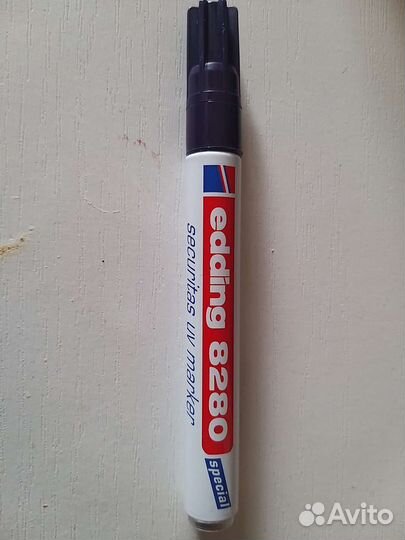 edding 8280
securitas uv marker
special
Avito